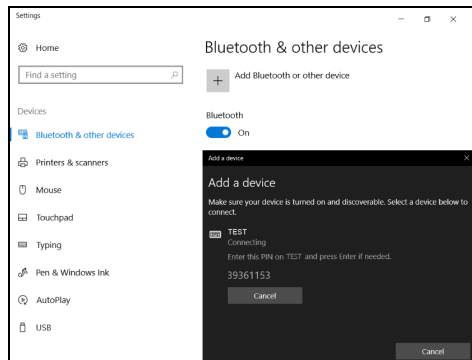 Settings
Home
Find a setting
Devices
Bluetooth & other devices
Printers & scanners
Mouse
Touchpad
Typing
Pen & Windows Ink
AutoPlay
USB
Bluetooth & other devices
Add Bluetooth or other device
Bluetooth
On
Add a device
Add a device
Make sure your device is turned on and discoverable. Select a device below to
connect.
TEST
Connecting
Enter this PIN on TEST and press Enter if needed.
39361153
Cancel
Cancel